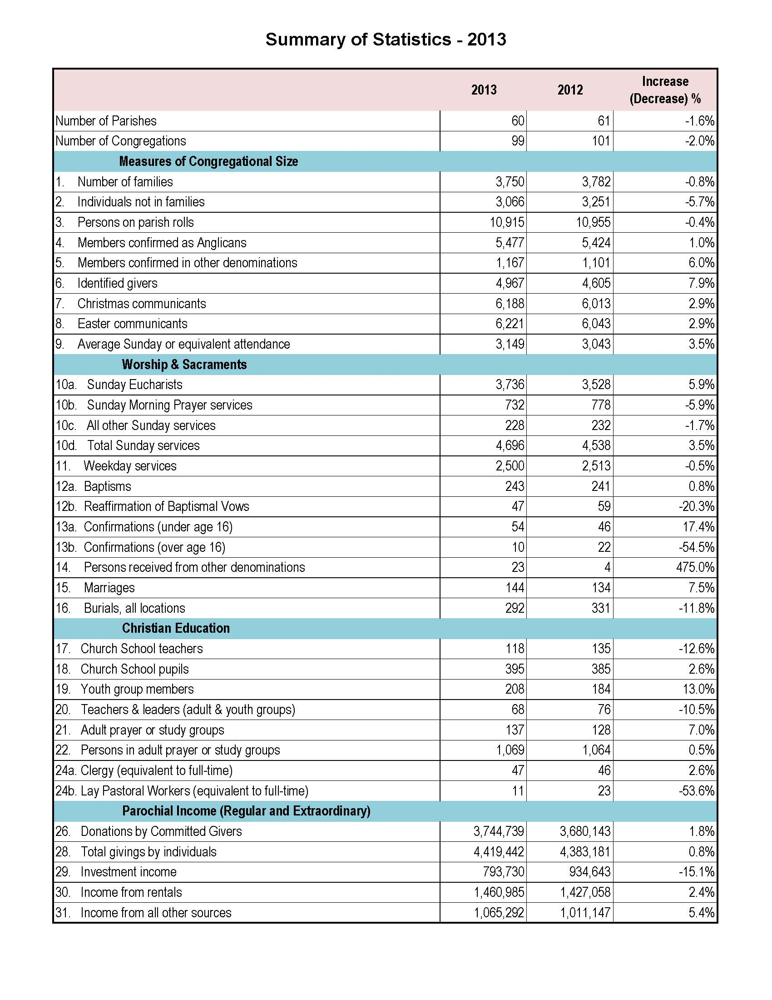 Summary of Statistics - 2013
2013 2012 Increase (Decrease) %
Number of Parishes 60 61 -1.6%
Number of Congregations 99 101 -2.0%
Measures of Congregational Size
1. Number of families 3,750 3,782 -0.8%
2. Individuals not in families 3,066 3,251 -5.7%
3. Persons on parish rolls 10,915 10,955 -0.4%
4. Members confirmed as Anglicans 5,477 5,424 1.0%
5. Members confirmed in other denominations 1,167 1,101 6.0%
6. Identified givers 4,967 4,605 7.9%
7. Christmas communicants 6,188 6,013 2.9%
8. Easter communicants 6,221 6,043 2.9%
9. Average Sunday or equivalent attendance 3,149 3,043 3.5%
Worship & Sacraments
10a. Sunday Eucharists 3,736 3,528 5.9%
10b. Sunday Morning Prayer services 732 778 -5.9%
10c. All other Sunday services 228 232 -1.7%
10d. Total Sunday services 4,696 4,538 3.5%
11. Weekday services 2,500 2,513 -0.5%
12a. Baptisms 243 241 0.8%
12b. Reaffirmation of Baptismal Vows 47 59 -20.3%
13a. Confirmations (under age 16) 54 46 17.4%
13b. Confirmations (over age 16) 10 22 -54.5%
14. Persons received from other denominations 23 4 475.0%
15. Marriages 144 134 7.5%
16. Burials, all locations 292 331 -11.8%
Christian Education
17. Church School teachers 118 135 -12.6%
18. Church School pupils 395 385 2.6%
19. Youth group members 208 184 13.0%
20. Teachers & leaders (adult & youth groups) 68 76 -10.5%
21. Adult prayer or study groups 137 128 7.0%
22. Persons in adult prayer or study groups 1,069 1,064 0.5%
24a. Clergy (equivalent to full-time) 47 46 2.6%
24b. Lay Pastoral Workers (equivalent to full-time) 11 23 -53.6%
Parochial Income (Regular and Extraordinary)
26. Donations by Committed Givers 3,744,739 3,680,143 1.8%
28. Total givings by individuals 4,419,442 4,383,181 0.8%
29. Investment income 793,730 934,643 -15.1%
30. Income from rentals 1,460,985 1,427,058 2.4%
31. Income from all other sources 1,065,292 1,011,147 5.4%